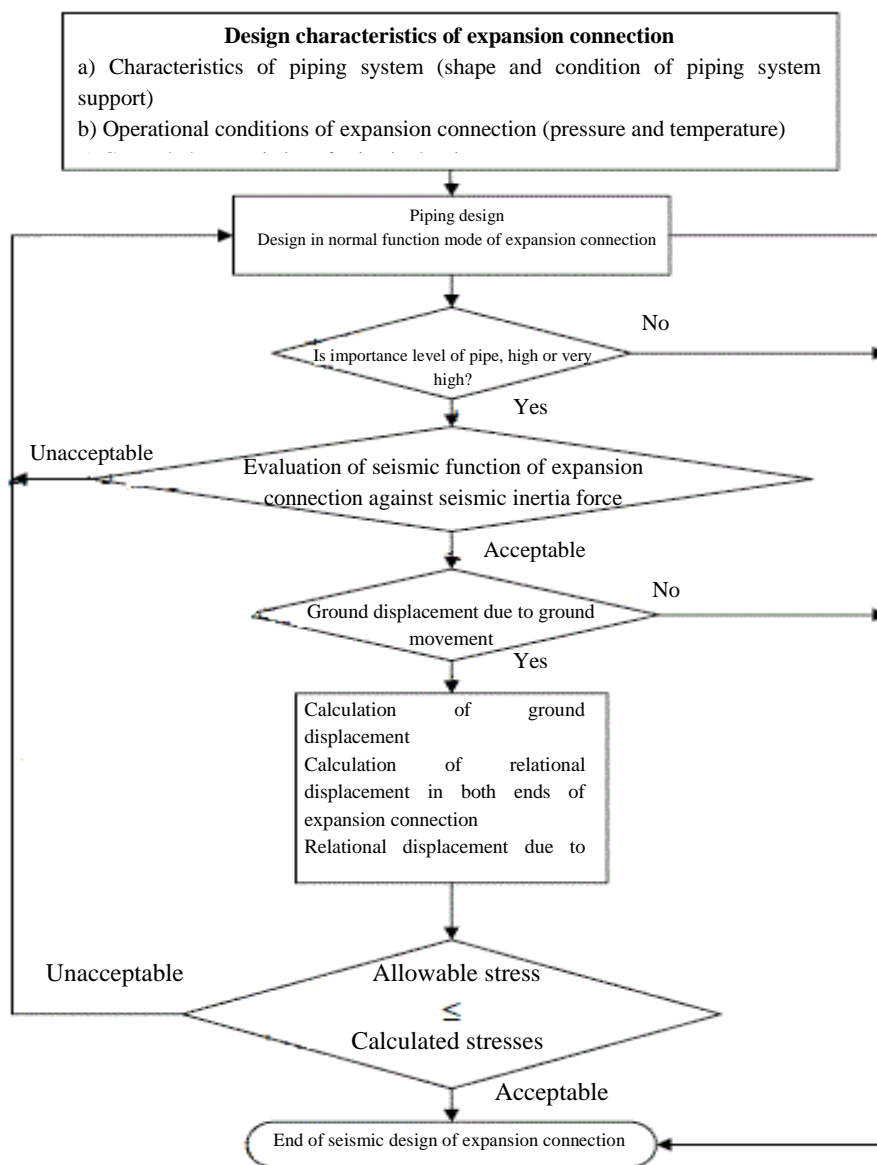 Design characteristics of expansion connection
a) Characteristics of piping system (shape and condition of piping system
support)
b) Operational conditions of expansion connection (pressure and temperature)
Piping design
Design in normal function mode of expansion connection
No
Is importance level of pipe, high or very
high?
Yes
Unacceptable
Evaluation of seismic function of expansion
connection against seismic inertia force
Acceptable
No
Ground displacement due to ground
movement
Yes
Calculation of ground
displacement
Calculation of relational
displacement in both ends of
expansion connection
Relational displacement due to
Unacceptable
Allowable stress
≤
Calculated stresses
Acceptable
End of seismic design of expansion connection